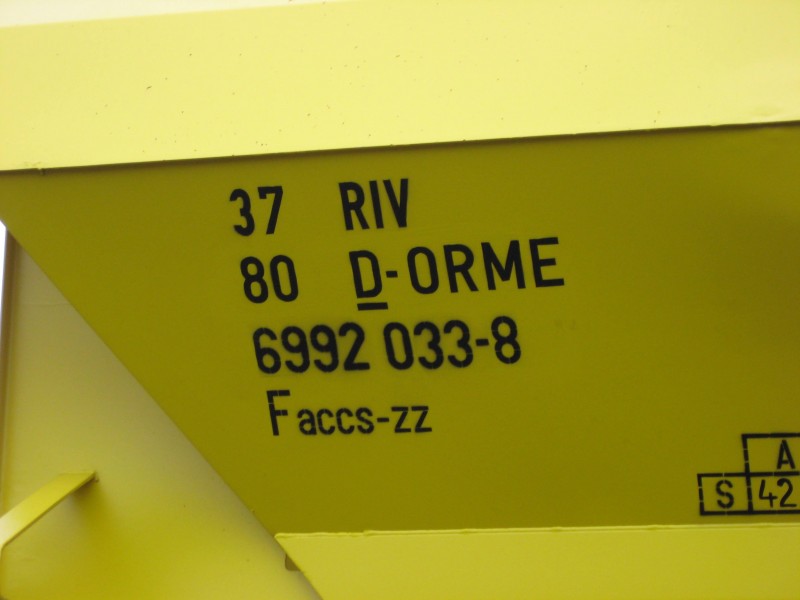 37 RIV
80 D-ORME
6992 033-8
Faccs-zz
A
S 42